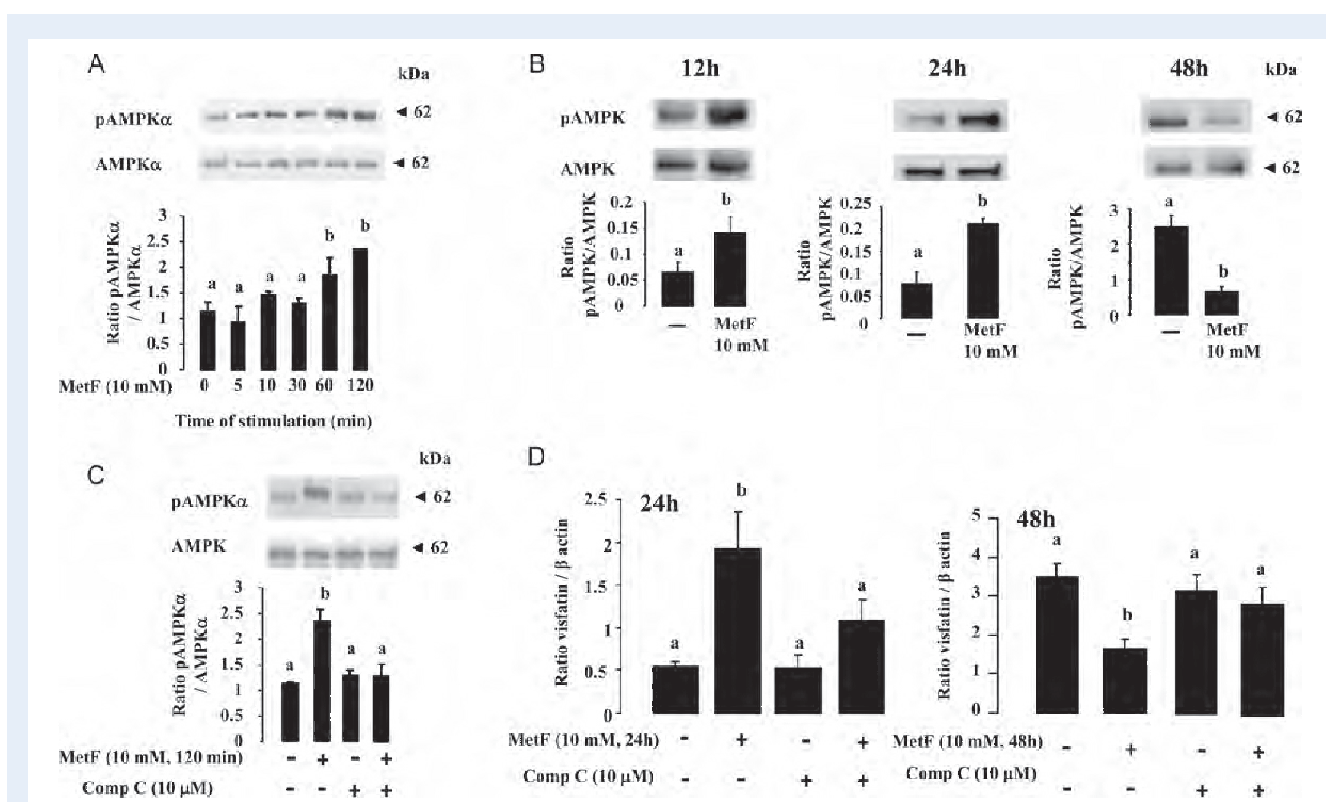 A
kDa
pAMPKα
◄ 62
AMPKα
◄ 62
Ratio pAMPKα
/ AMPKα
3
2.5
2
1.5
1
0.5
0
a
a
a
a
b
b
MetF (10 mM)
0 5 10 30 60 120
Time of stimulation (min)
B
12h
24h
48h
kDa
pAMPK
◄ 62
AMPK
◄ 62
Ratio
pAMPK/AMPK
0.2
0.15
0.1
0.05
0
a
b
–
MetF
10 mM
Ratio
pAMPK/AMPK
0.25
0.2
0.15
0.1
0.05
0
a
b
–
MetF
10 mM
Ratio
pAMPK/AMPK
3
2
1
0
a
b
–
MetF
10 mM
C
kDa
pAMPKα
◄ 62
AMPK
◄ 62
Ratio pAMPKα
/ AMPKα
3
2.5
2
1.5
1
0.5
0
a
b
a
a
MetF (10 mM, 120 min) - + - +
Comp C (10 μM) - - + +
D
24h
Ratio visfatin / β actin
2.5
2
1.5
1
0.5
0
a
b
a
a
MetF (10 mM, 24h) - + - +
Comp C (10 μM) - - + +
48h
Ratio visfatin / β actin
5
4
3
2
1
0
a
b
a
a
MetF (10 mM, 48h) - + - +
Comp C (10 μM) - - + +